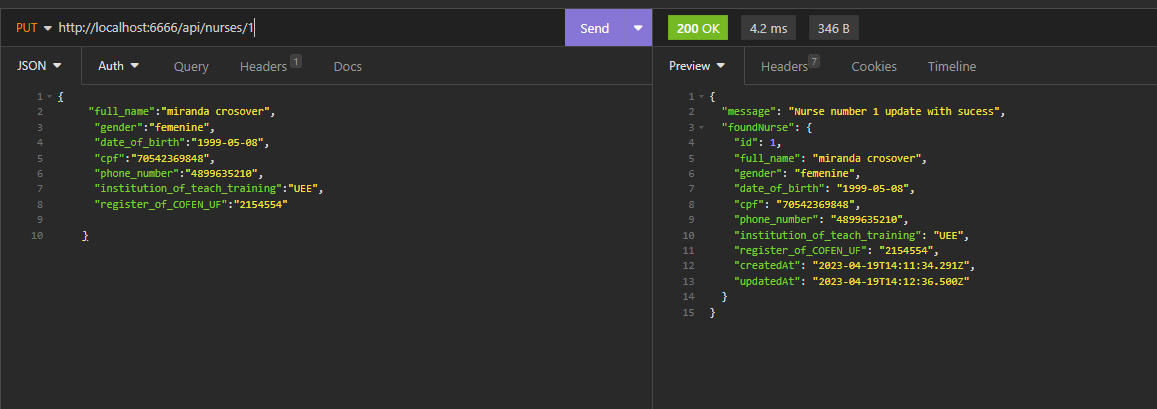 PUT http://localhost:6666/api/nurses/1 Send 200 OK 4.2 ms 346 B
JSON Auth Query Headers 1 Docs
1 {
2 "full_name":"miranda crosover",
3 "gender":"femenine",
4 "date_of_birth":"1999-05-08",
5 "cpf":"70542369848",
6 "phone_number":"4899635210",
7 "institution_of_teach_training":"UEE",
8 "register_of_COFEN_UF":"2154554"
9
10 }
Preview Headers 7 Cookies Timeline
1 {
2 "message": "Nurse number 1 update with sucess",
3 "foundNurse": {
4 "id": 1,
5 "full_name": "miranda crosover",
6 "gender": "femenine",
7 "date_of_birth": "1999-05-08",
8 "cpf": "70542369848",
9 "phone_number": "4899635210",
10 "institution_of_teach_training": "UEE",
11 "register_of_COFEN_UF": "2154554",
12 "createdAt": "2023-04-19T14:11:34.291Z",
13 "updatedAt": "2023-04-19T14:12:36.500Z"
14 }
15 }